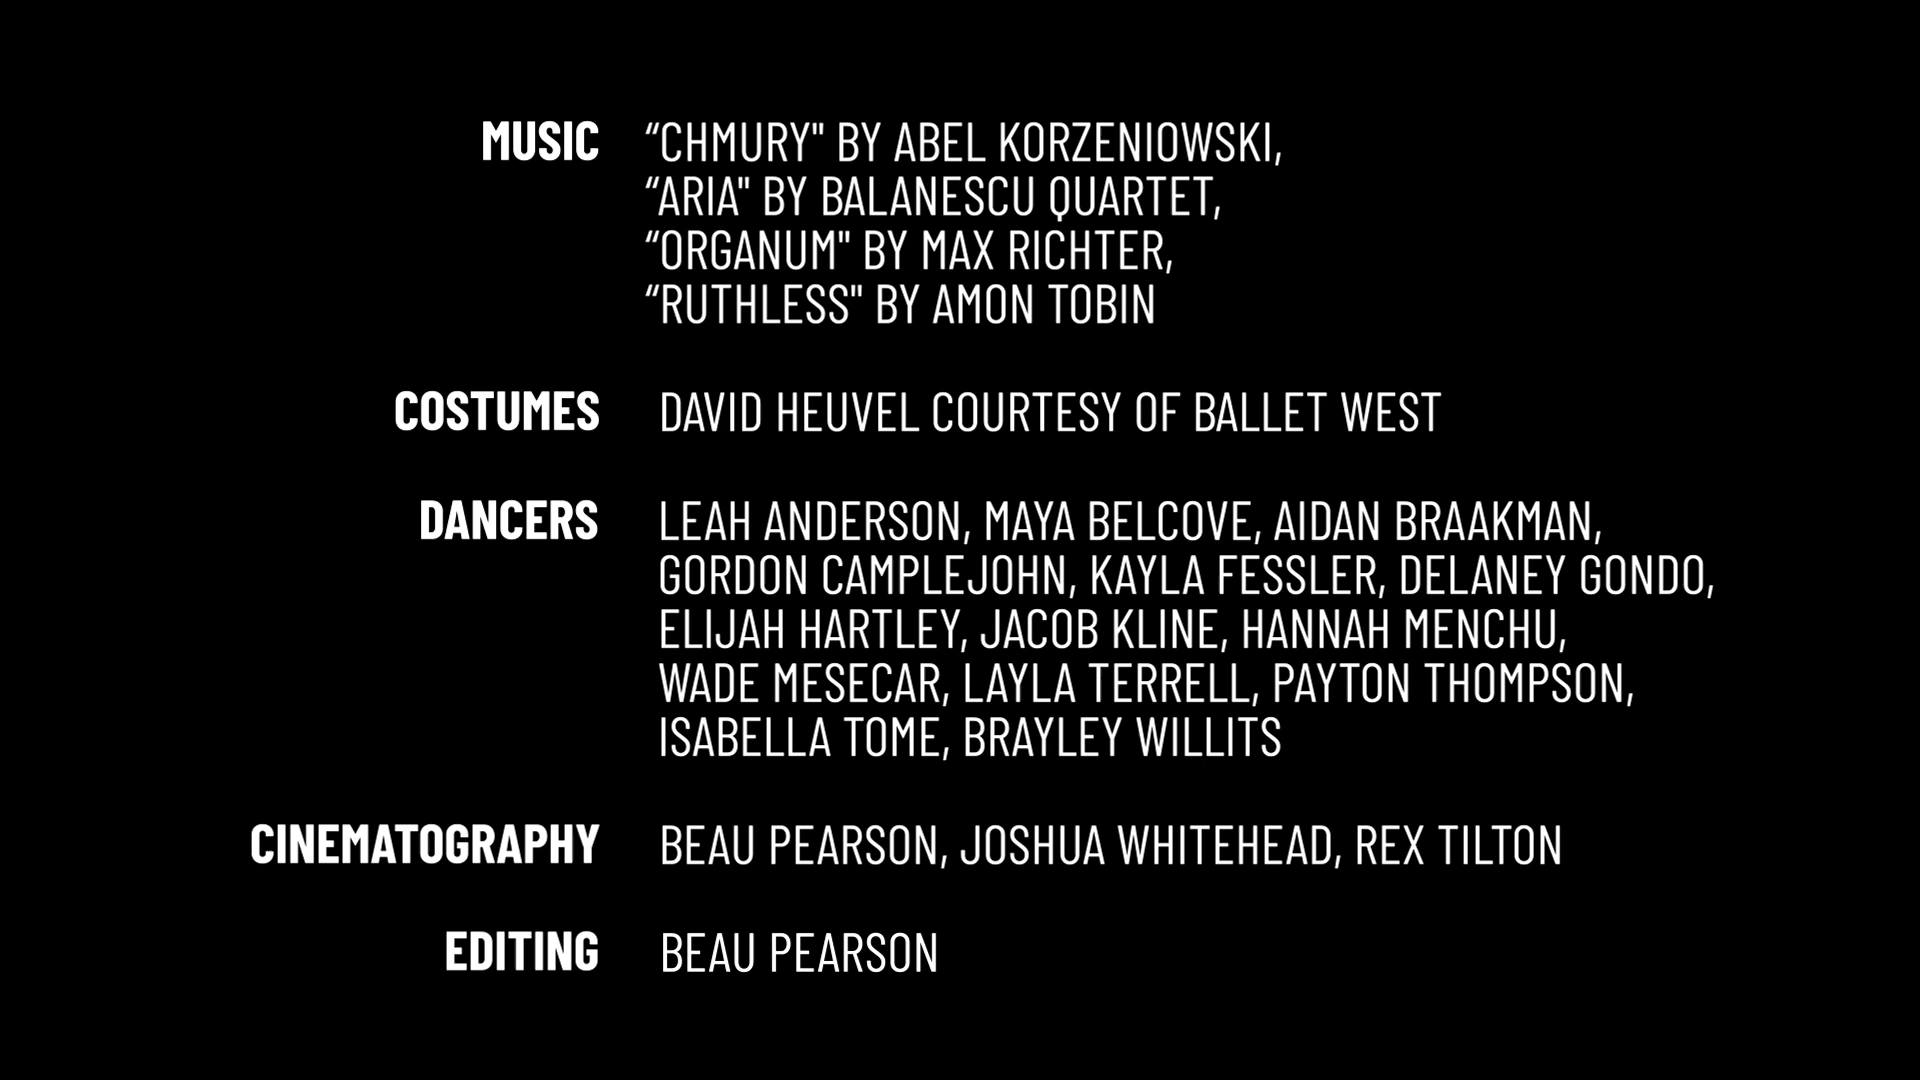 MUSIC “CHMURY" BY ABEL KORZENIOWSKI,
“ARIA" BY BALANESCU QUARTET,
“ORGANUM" BY MAX RICHTER,
“RUTHLESS" BY AMON TOBIN
COSTUMES DAVID HEUVEL COURTESY OF BALLET WEST
DANCERS LEAH ANDERSON, MAYA BELCOVE, AIDAN BRAAKMAN,
GORDON CAMPLEJOHN, KAYLA FESSLER, DELANEY GONDO,
ELIJAH HARTLEY, JACOB KLINE, HANNAH MENCHU,
WADE MESECAR, LAYLA TERRELL, PAYTON THOMPSON,
ISABELLA TOME, BRAYLEY WILLITS
CINEMATOGRAPHY BEAU PEARSON, JOSHUA WHITEHEAD, REX TILTON
EDITING BEAU PEARSON